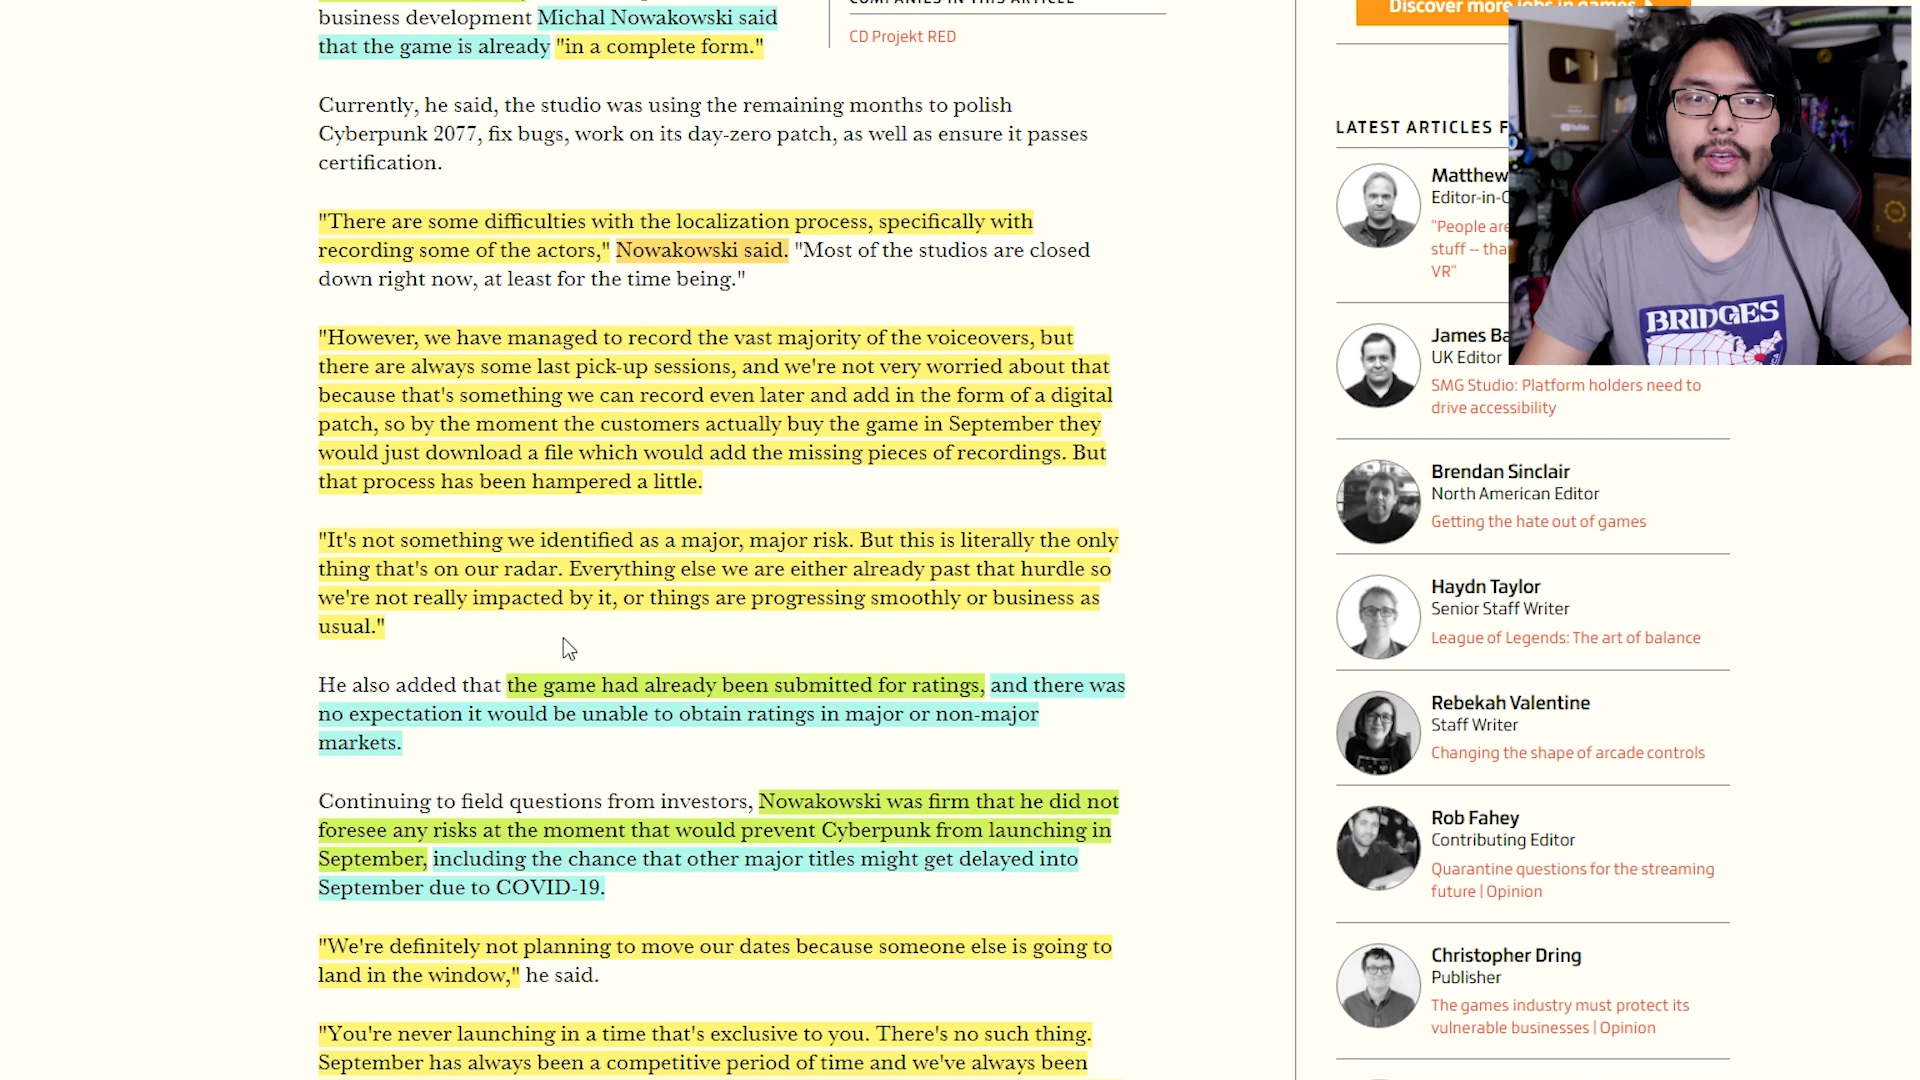 business development Michal Nowakowski said
that the game is already "in a complete form."
COMPANIES IN THIS ARTICLE
CD Projekt RED
Currently, he said, the studio was using the remaining months to polish
Cyberpunk 2077, fix bugs, work on its day-zero patch, as well as ensure it passes
certification.
"There are some difficulties with the localization process, specifically with
recording some of the actors," Nowakowski said. "Most of the studios are closed
down right now, at least for the time being."
"However, we have managed to record the vast majority of the voiceovers, but
there are always some last pick-up sessions, and we're not very worried about that
because that's something we can record even later and add in the form of a digital
patch, so by the moment the customers actually buy the game in September they
would just download a file which would add the missing pieces of recordings. But
that process has been hampered a little.
"It's not something we identified as a major, major risk. But this is literally the only
thing that's on our radar. Everything else we are either already past that hurdle so
we're not really impacted by it, or things are progressing smoothly or business as
usual."
He also added that the game had already been submitted for ratings, and there was
no expectation it would be unable to obtain ratings in major or non-major
markets.
Continuing to field questions from investors, Nowakowski was firm that he did not
foresee any risks at the moment that would prevent Cyberpunk from launching in
September, including the chance that other major titles might get delayed into
September due to COVID-19.
"We're definitely not planning to move our dates because someone else is going to
land in the window," he said.
"You're never launching in a time that's exclusive to you. There's no such thing.
September has always been a competitive period of time and we've always been
Discover more jobs in games
LATEST ARTICLES F
Matthew
Editor-in-C
"People are
stuff -- tha
VR"
James Ba
UK Editor
SMG Studio: Platform holders need to
drive accessibility
Brendan Sinclair
North American Editor
Getting the hate out of games
Haydn Taylor
Senior Staff Writer
League of Legends: The art of balance
Rebekah Valentine
Staff Writer
Changing the shape of arcade controls
Rob Fahey
Contributing Editor
Quarantine questions for the streaming
future | Opinion
Christopher Dring
Publisher
The games industry must protect its
vulnerable businesses | Opinion
BRIDGES